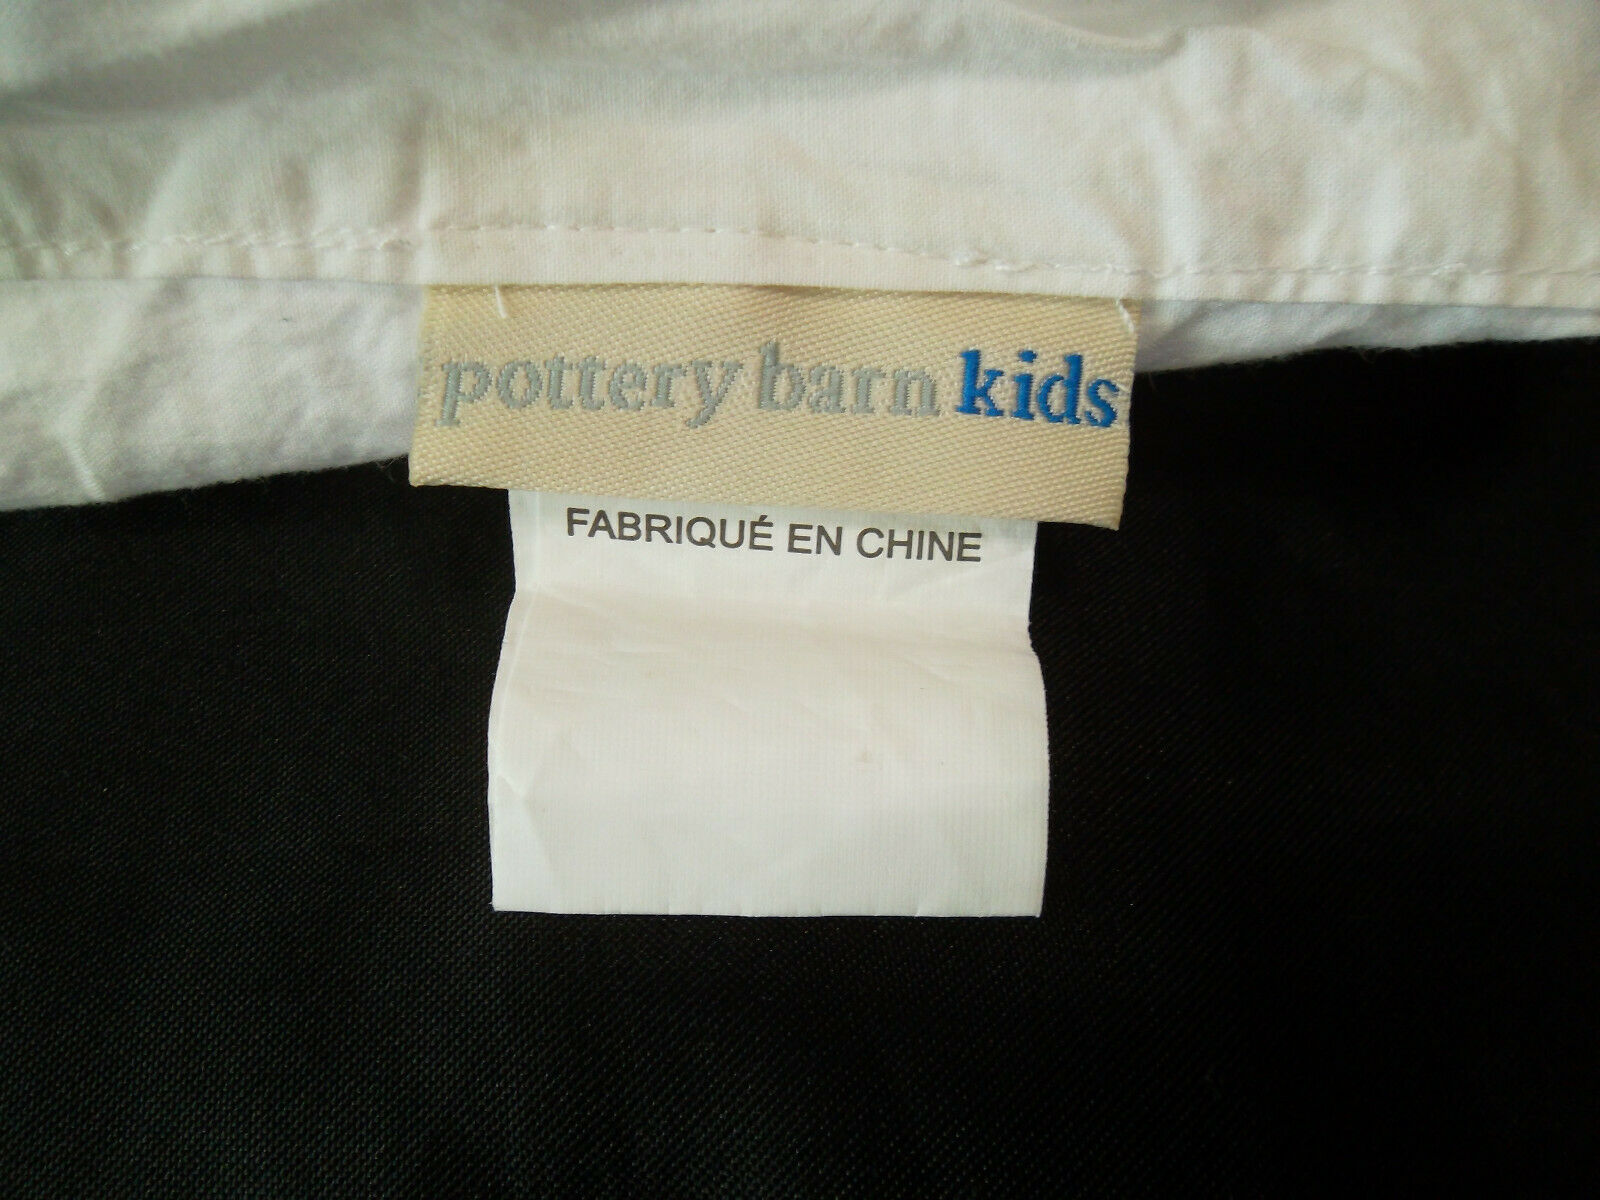 pottery barn kids
FABRIQUÉ EN CHINE